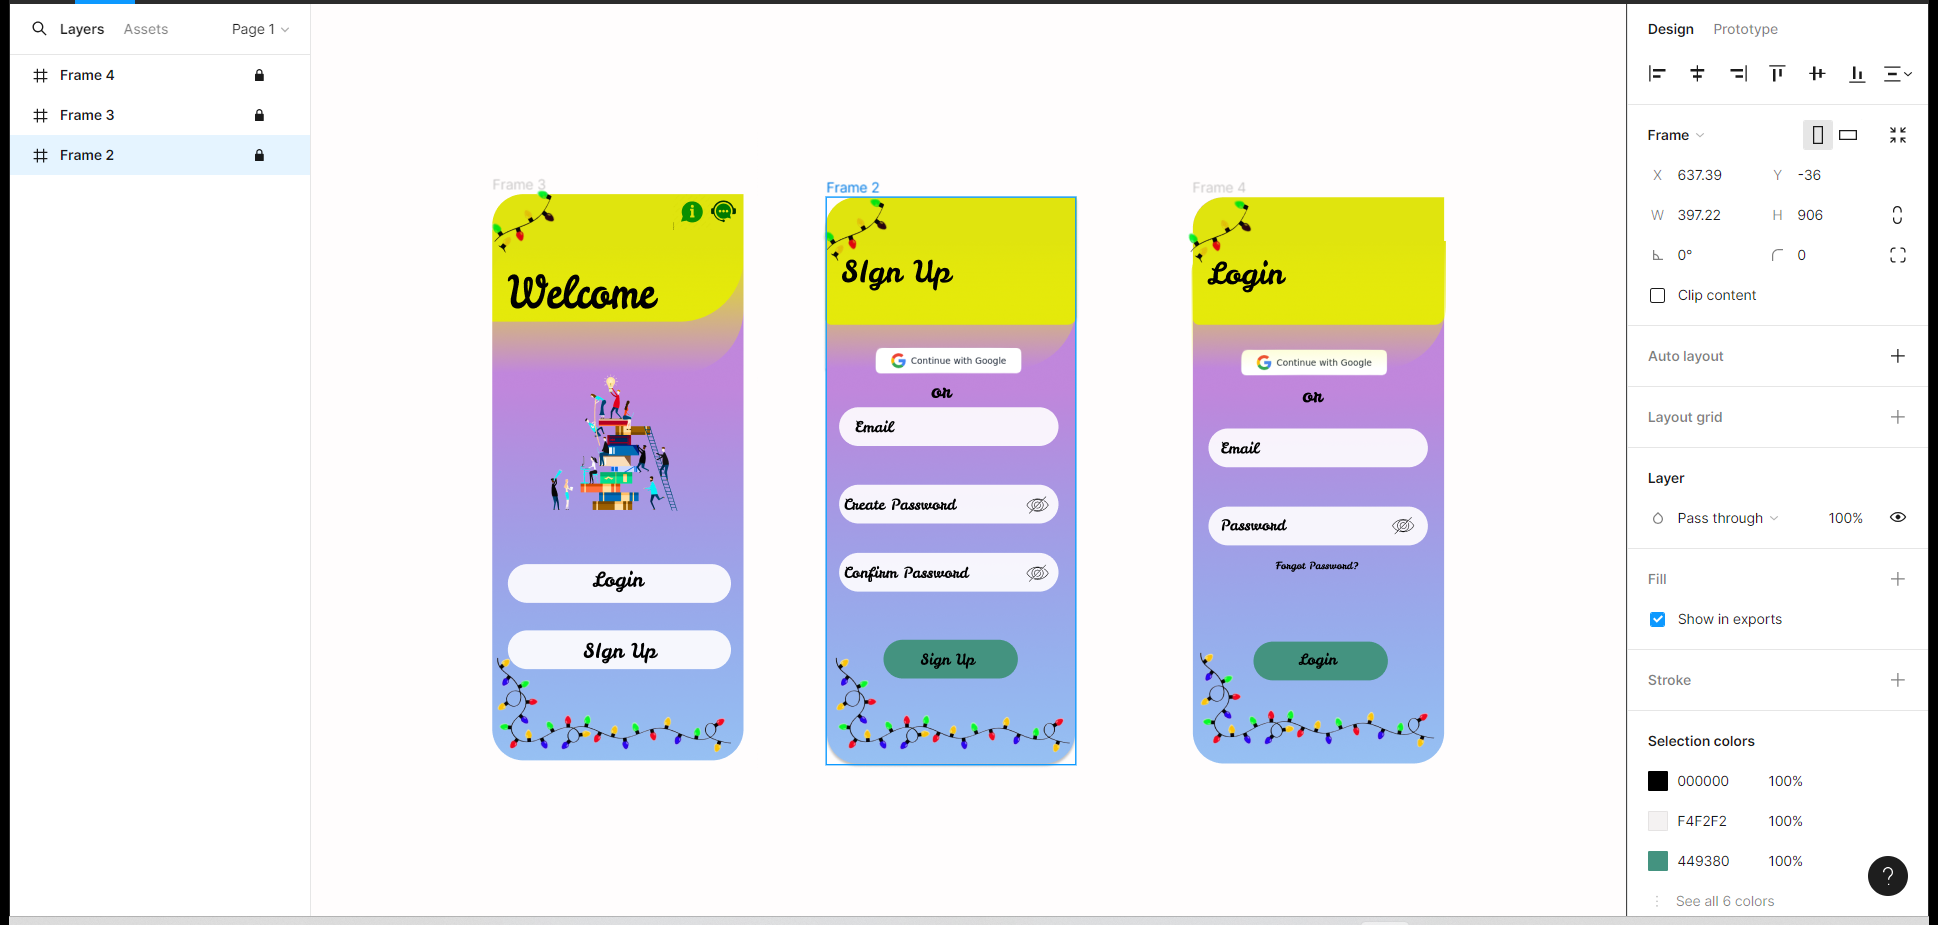 Layers Assets Page 1
Frame 4
Frame 3
Frame 2
Frame 3
Welcome
Login
SIgn Up
Frame 2
SIgn Up
Continue with Google
or
Email
Create Password
Confirm Password
Sign Up
Frame 4
Login
Continue with Google
or
Email
Password
Forgot Password?
Login
Design Prototype
Frame
X 637.39 Y -36
W 397.22 H 906
0° 0
Clip content
Auto layout
Layout grid
Layer
Pass through 100%
Fill
Show in exports
Stroke
Selection colors
000000 100%
F4F2F2 100%
449380 100%
See all 6 colors
?